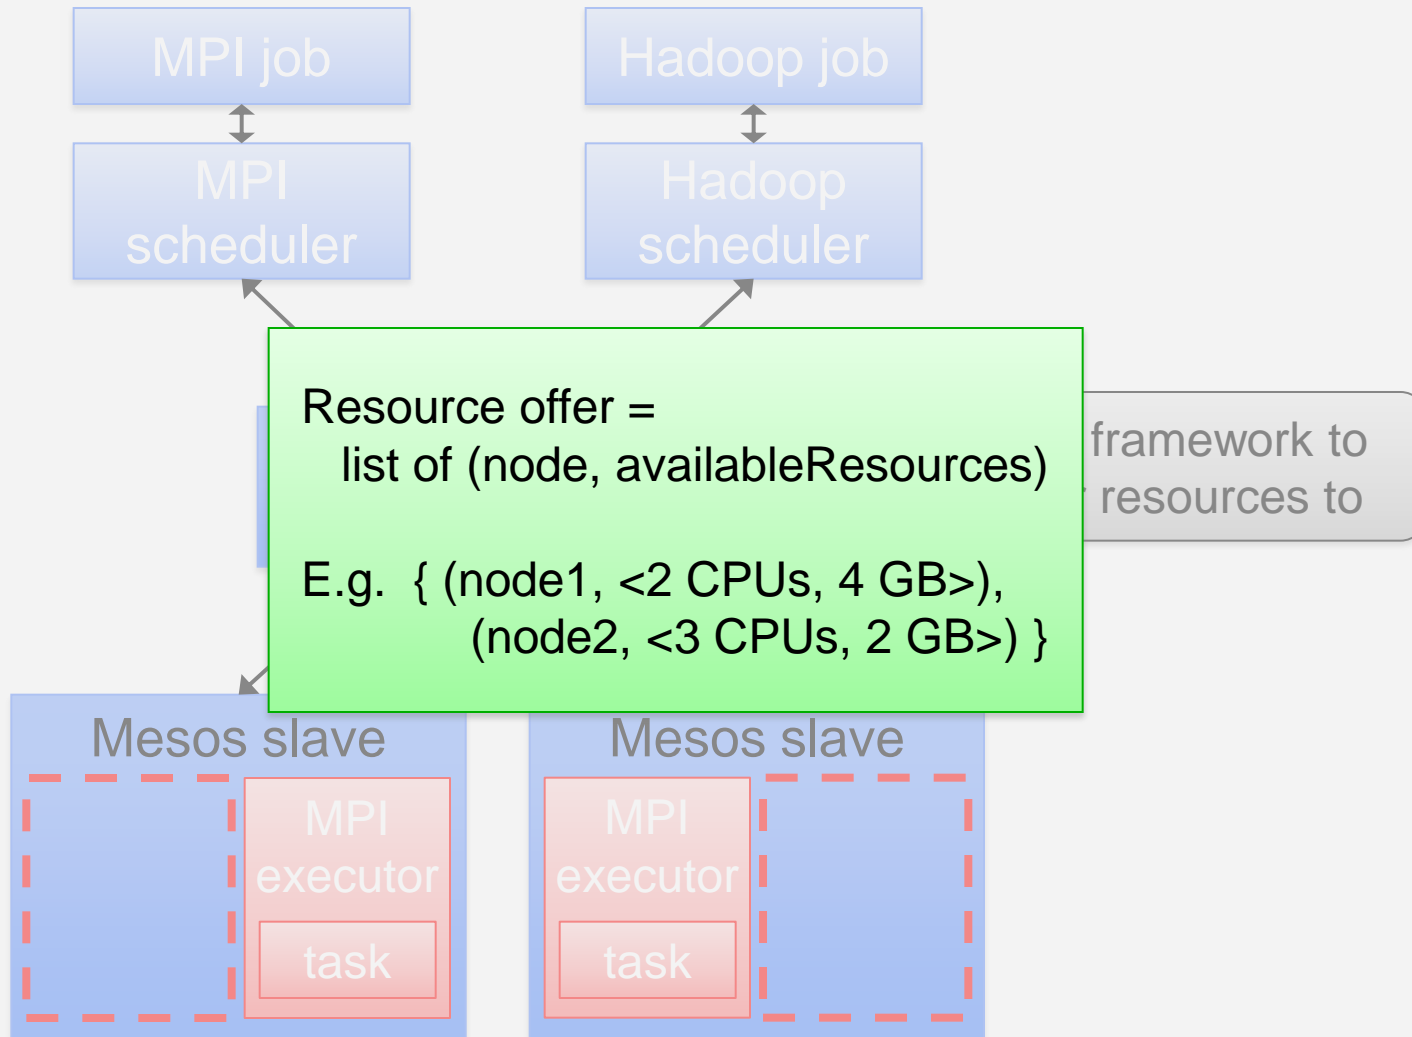 MPI job
Hadoop job
MPI
scheduler
Hadoop
scheduler
Resource offer =
list of (node, availableResources)
E.g. { (node1, <2 CPUs, 4 GB>),
(node2, <3 CPUs, 2 GB>) }
framework to
resources to
Mesos slave
Mesos slave
MPI
executor
task
MPI
executor
task